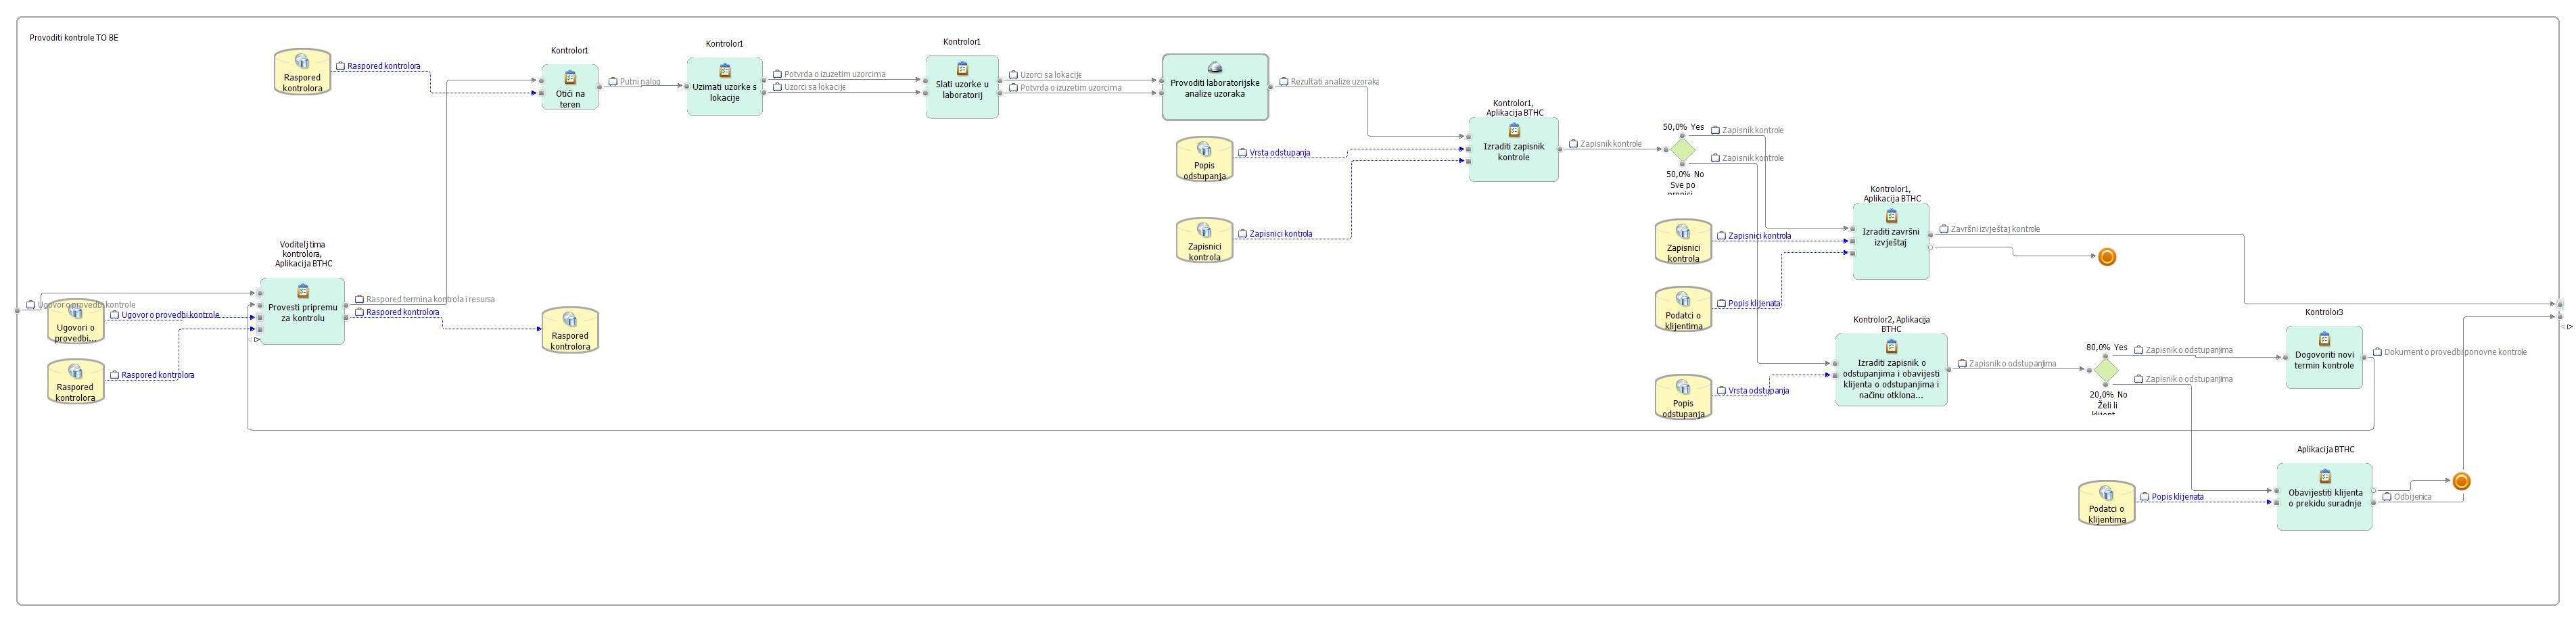 Provoditi kontrole TO BE
Raspored
kontrolora
Raspored kontrolora
Kontrolor1
Otići na
teren
Putni nalog
Kontrolor1
Uzimati uzorke s
lokacije
Potvrda o izuzetim uzorcima
Uzorci sa lokacije
Kontrolor1
Slati uzorke u
laboratorij
Uzorci sa lokacije
Potvrda o izuzetim uzorcima
Provoditi laboratorijske
analize uzoraka
Rezultati analize uzoraka
Popis
odstupanja
Vrsta odstupanja
Zapisnici
kontrola
Zapisnici kontrola
Kontrolor1,
Aplikacija BTHC
Izraditi zapisnik
kontrole
Zapisnik kontrole
50,0% Yes
Zapisnik kontrole
Zapisnik kontrole
50,0% No
Sve po
Kontrolor1,
Aplikacija BTHC
Izraditi završni
izvještaj
Završni izvještaj kontrole
Zapisnici
kontrola
Zapisnici kontrola
Podatci o
klijentima
Popis klijenata
Voditelj tima
kontrolora,
Aplikacija BTHC
Provesti pripremu
za kontrolu
Ugovor o provedbi kontrole
Ugovori o
provedbi...
Ugovor o provedbi kontrole
Raspored
kontrolora
Raspored kontrolora
Raspored termina kontrola i resursa
Raspored kontrolora
Raspored
kontrolora
Kontrolor2, Aplikacija
BTHC
Izraditi zapisnik o
odstupanjima i obavijesti
klijenta o odstupanjima i
načinu otklona...
Popis
odstupanja
Vrsta odstupanja
Zapisnik o odstupanjima
80,0% Yes
Zapisnik o odstupanjima
Zapisnik o odstupanjima
20,0% No
Želi li
Kontrolor3
Dogovoriti novi
termin kontrole
Dokument o provedbi ponovne kontrole
Aplikacija BTHC
Obavijestiti klijenta
o prekidu suradnje
Odbijenica
Podatci o
klijentima
Popis klijenata